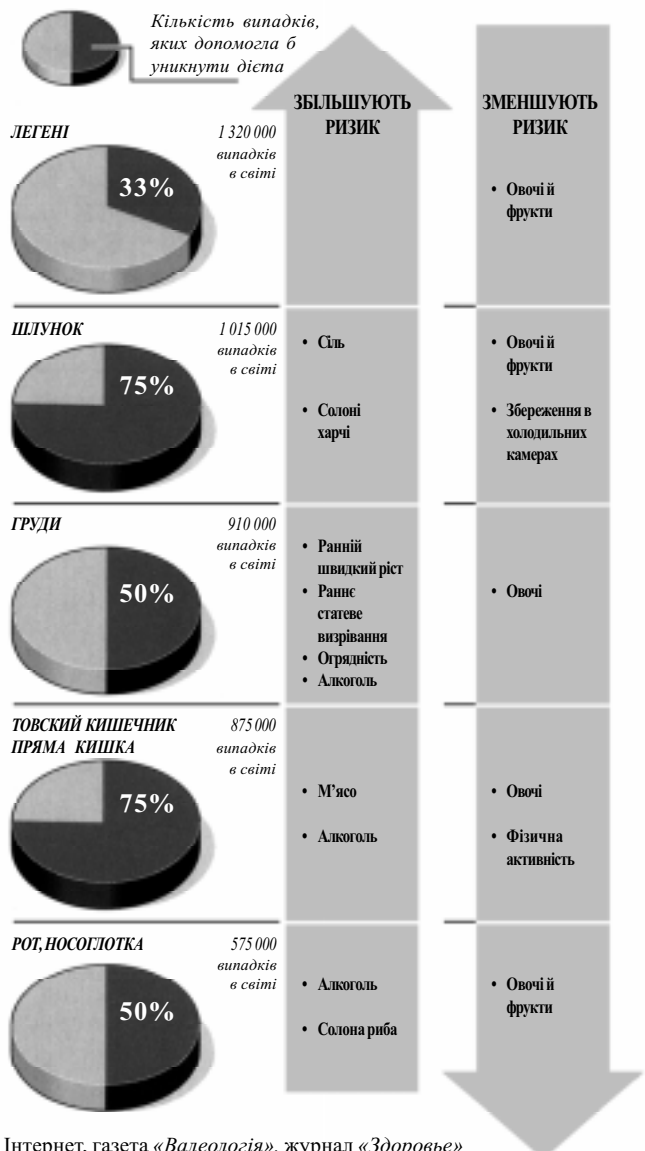 Кількість випадків,
яких допомогла б
уникнути дієта
ЗБІЛЬШУЮТЬ
РИЗИК
ЗМЕНШУЮТЬ
РИЗИК
ЛЕГЕНІ
1 320 000
випадків
в світі
33%
• Овочі й
фрукти
ШЛУНОК
1 015 000
випадків
в світі
75%
• Сіль
• Солоні
харчі
• Овочі й
фрукти
• Збереження в
холодильних
камерах
ГРУДИ
910 000
випадків
в світі
50%
• Ранній
швидкий ріст
• Раннє
статеве
визрівання
• Огрядність
• Алкоголь
• Овочі
ТОВСКИЙ КИШЕЧНИК
ПРЯМА КИШКА
875 000
випадків
в світі
75%
• М’ясо
• Алкоголь
• Овочі
• Фізична
активність
РОТ, НОСОГЛОТКА
575 000
випадків
в світі
50%
• Алкоголь
• Солона риба
• Овочі й
фрукти
Інтернет, газета «Валеологія», журнал «Здоровье»